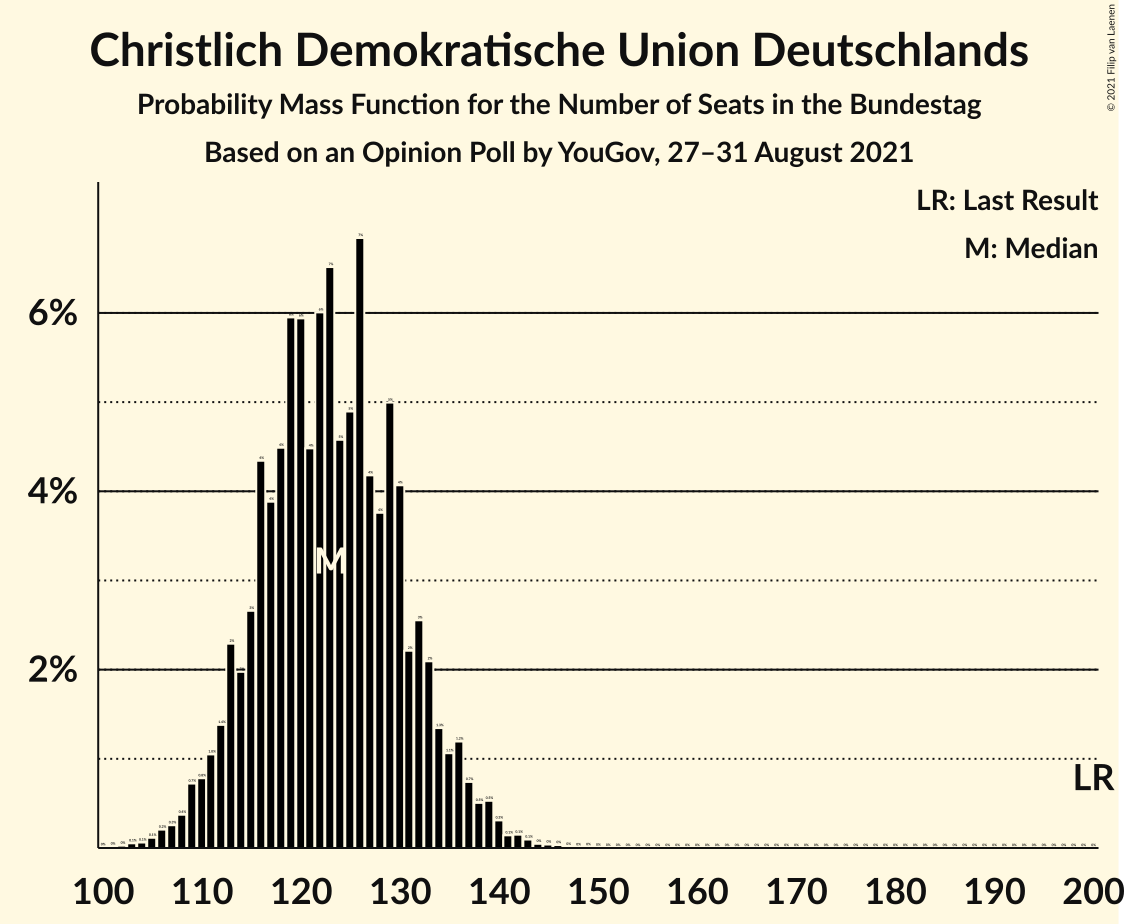 Christlich Demokratische Union Deutschlands
Probability Mass Function for the Number of Seats in the Bundestag
Based on an Opinion Poll by YouGov, 27–31 August 2021
© 2021 Filip van Laenen
LR: Last Result
M: Median
6%
4%
2%
M
LR
100 110 120 130 140 150 160 170 180 190 200